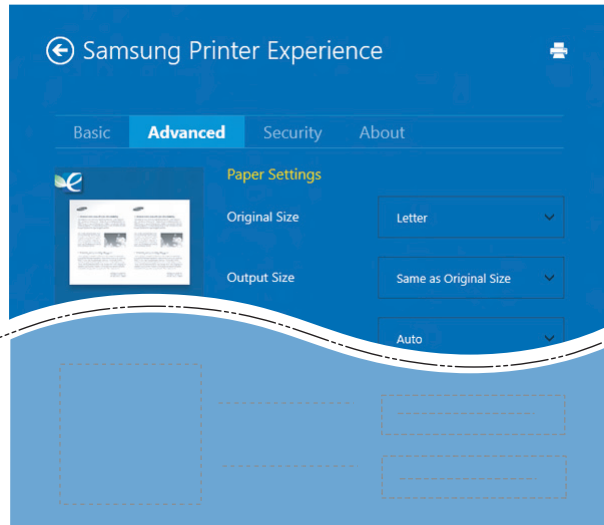 Samsung Printer Experience
Basic Advanced Security About
Paper Settings
Original Size Letter
Output Size Same as Original Size
Auto